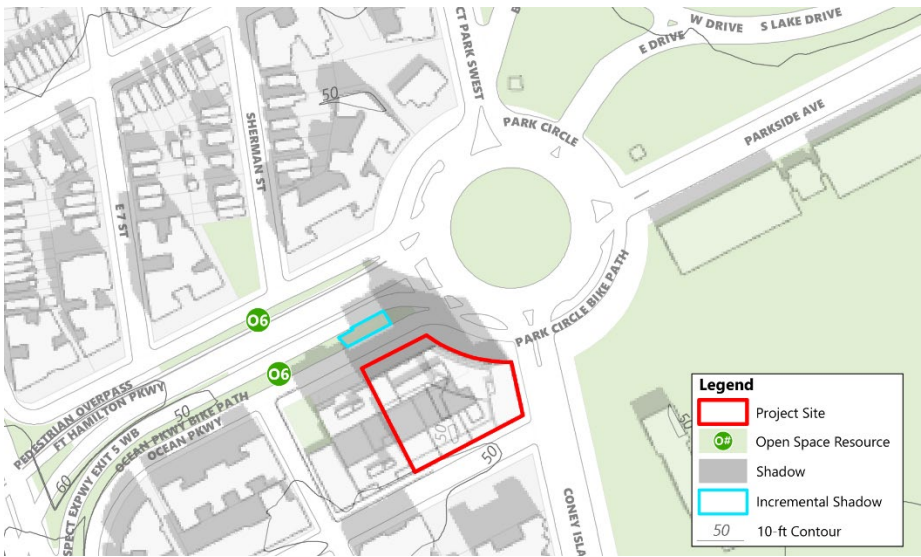 W DRIVE
S LAKE DRIVE
E DRIVE
CT PARK SWEST
PARK CIRCLE
PARKSIDE AVE
50
SHERMAN ST
E 7 ST
O6
PARK CIRCLE BIKE PATH
O6
PEDESTRIAN OVERPASS
FT HAMILTON PKWY
50
OCEAN PKWY BIKE PATH
OCEAN PKWY
SPECT EXPWY EXIT 5 WB
60
50
50
CONEY ISLA
50
Legend
Project Site
O#
Open Space Resource
Shadow
Incremental Shadow
50
10-ft Contour